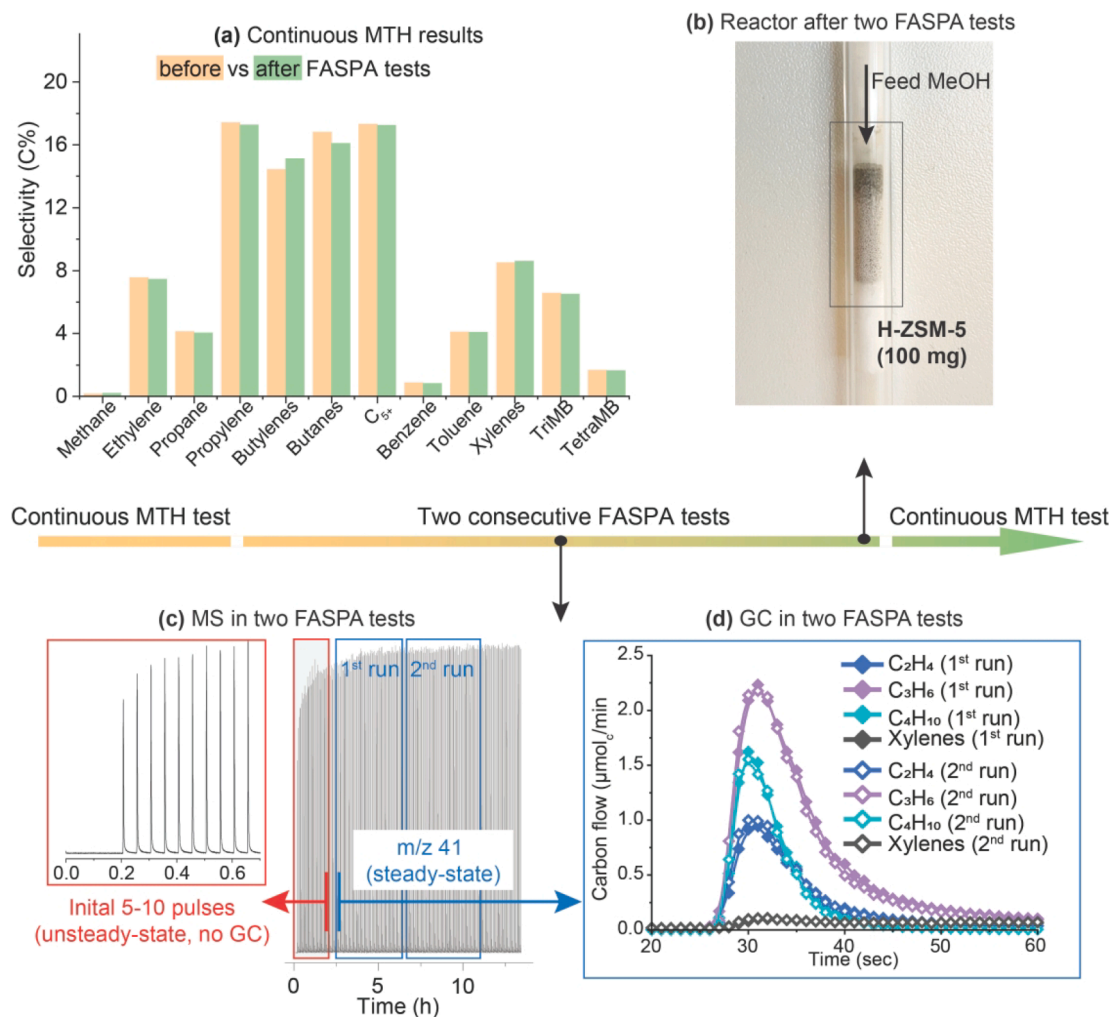 (a) Continuous MTH results
before vs after FASPA tests
Selectivity (C%)
20
16
12
8
4
0
Methane
Ethylene
Propane
Propylene
Butylenes
Butanes
C₅₊
Benzene
Toluene
Xylenes
TriMB
TetraMB
(b) Reactor after two FASPA tests
Feed MeOH
H-ZSM-5
(100 mg)
Continuous MTH test
Two consecutive FASPA tests
Continuous MTH test
(c) MS in two FASPA tests
0.0 0.2 0.4 0.6
Inital 5-10 pulses
(unsteady-state, no GC)
1st run
2nd run
m/z 41
(steady-state)
0 5 10
Time (h)
(d) GC in two FASPA tests
Carbon flow (μmolc/min)
2.5
2.0
1.5
1.0
0.5
0.0
C₂H₄ (1st run)
C₃H₆ (1st run)
C₄H₁₀ (1st run)
Xylenes (1st run)
C₂H₄ (2nd run)
C₃H₆ (2nd run)
C₄H₁₀ (2nd run)
Xylenes (2nd run)
20 30 40 50 60
Time (sec)